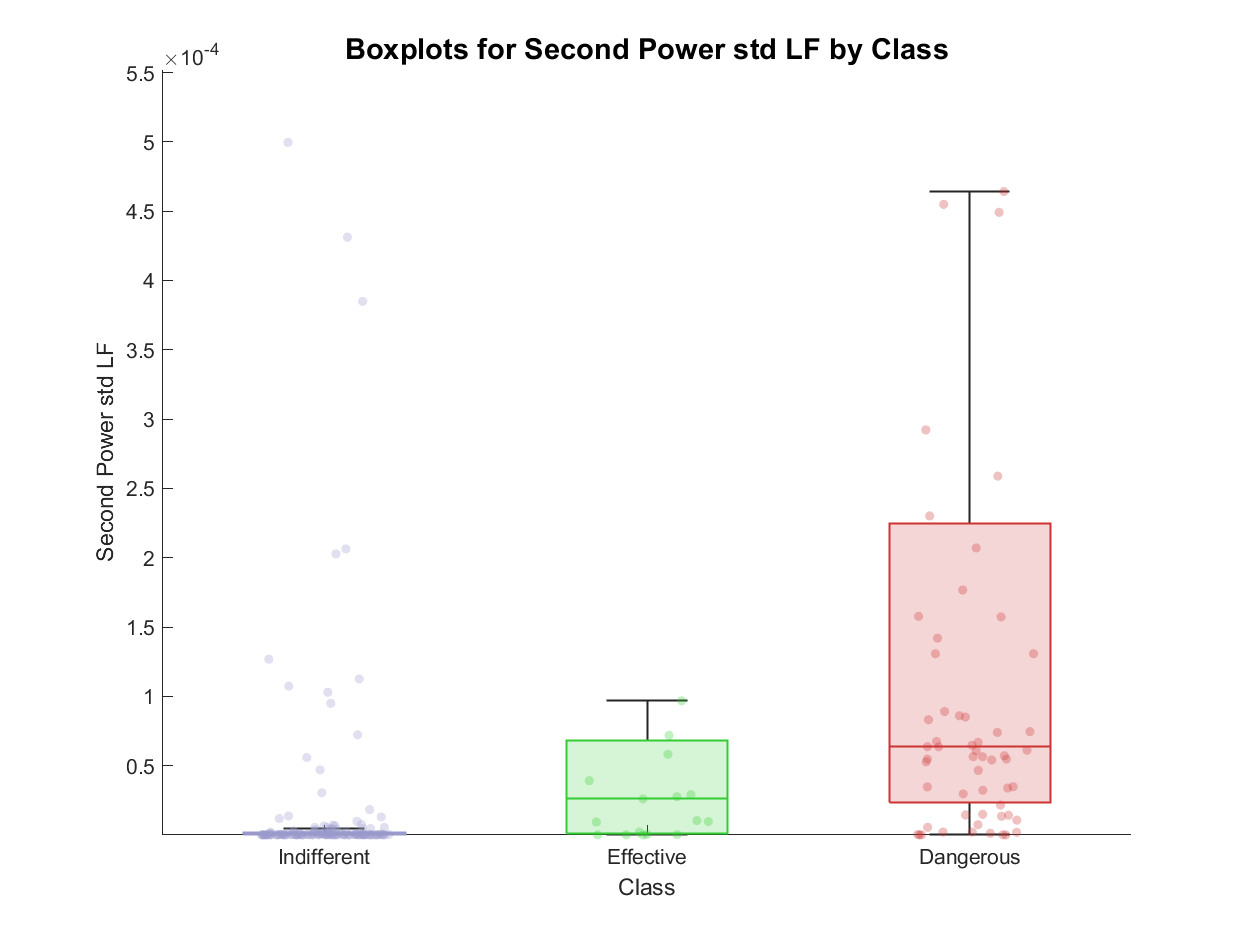 Boxplots for Second Power std LF by Class
×10⁻⁴
5.5
5
4.5
4
3.5
3
2.5
2
1.5
1
0.5
Second Power std LF
Indifferent
Effective
Dangerous
Class